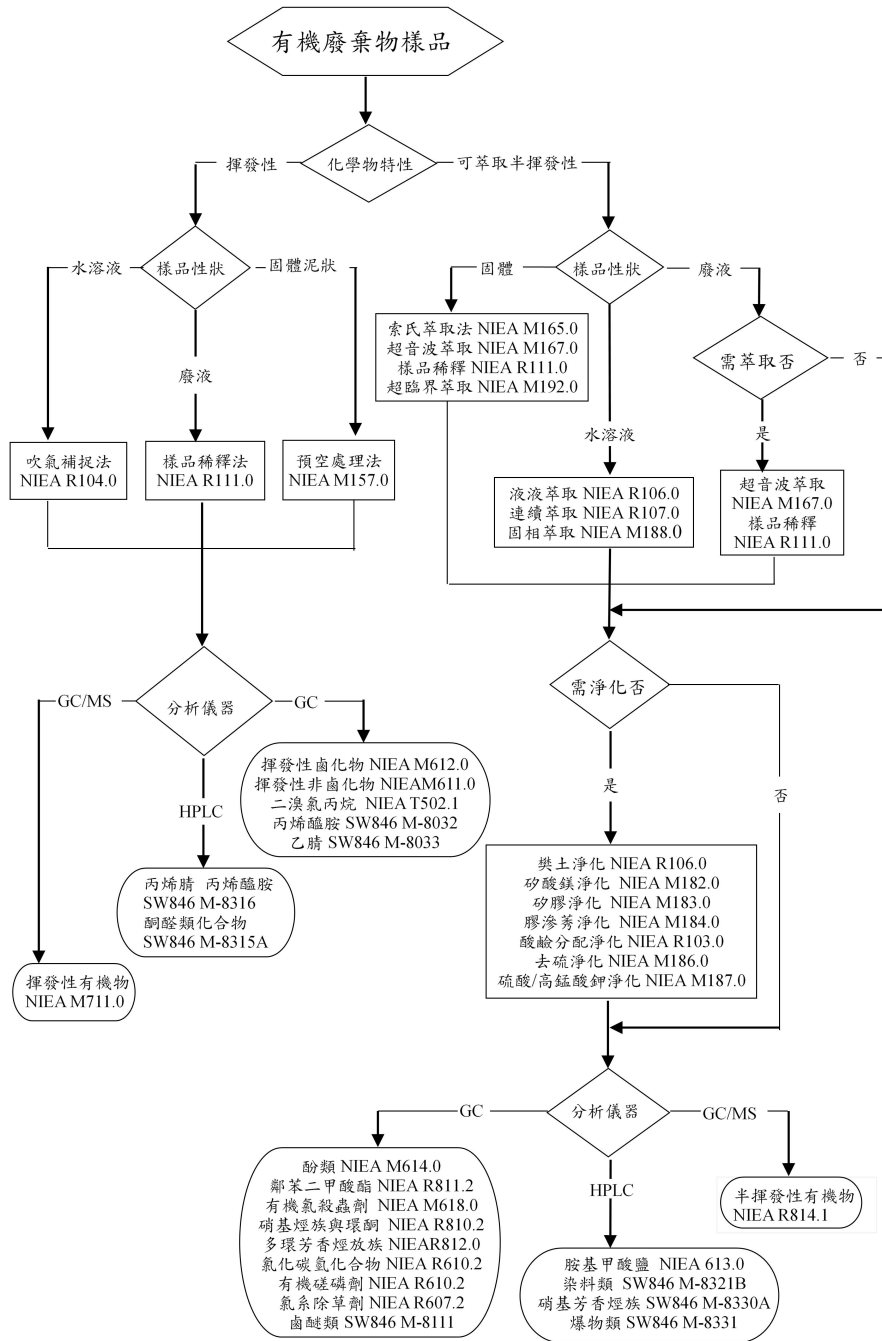 有機廢棄物樣品
揮發性
化學物特性
可萃取半揮發性
水溶液
樣品性狀
固體泥狀
固體
樣品性狀
廢液
索氏萃取法 NIEA M165.0
超音波萃取 NIEA M167.0
樣品稀釋 NIEA R111.0
超臨界萃取 NIEA M192.0
需萃取否
否
廢液
水溶液
是
吹氣補捉法
NIEA R104.0
樣品稀釋法
NIEA R111.0
預空處理法
NIEA M157.0
液液萃取 NIEA R106.0
連續萃取 NIEA R107.0
固相萃取 NIEA M188.0
超音波萃取
NIEA M167.0
樣品稀釋
NIEA R111.0
GC/MS
分析儀器
GC
需淨化否
揮發性鹵化物 NIEA M612.0
揮發性非鹵化物 NIEAM611.0
二溴氯丙烷 NIEA T502.1
丙烯醯胺 SW846 M-8032
乙腈 SW846 M-8033
HPLC
是
否
丙烯腈 丙烯醯胺
SW846 M-8316
酮醛類化合物
SW846 M-8315A
揮發性有機物
NIEA M711.0
樊土淨化 NIEA R106.0
矽酸鎂淨化 NIEA M182.0
矽膠淨化 NIEA M183.0
膠滲莠淨化 NIEA M184.0
酸鹼分配淨化 NIEA R103.0
去硫淨化 NIEA M186.0
硫酸/高錳酸鉀淨化 NIEA M187.0
GC
分析儀器
GC/MS
HPLC
酚類 NIEA M614.0
鄰苯二甲酸酯 NIEA R811.2
有機氯殺蟲劑 NIEA M618.0
硝基烴族與環酮 NIEA R810.2
多環芳香烴放族 NIEAR812.0
氯化碳氫化合物 NIEA R610.2
有機磋磷劑 NIEA R610.2
氯系除草劑 NIEA R607.2
鹵醚類 SW846 M-8111
半揮發性有機物
NIEA R814.1
胺基甲酸鹽 NIEA 613.0
染料類 SW846 M-8321B
硝基芳香烴族 SW846 M-8330A
爆物類 SW846 M-8331